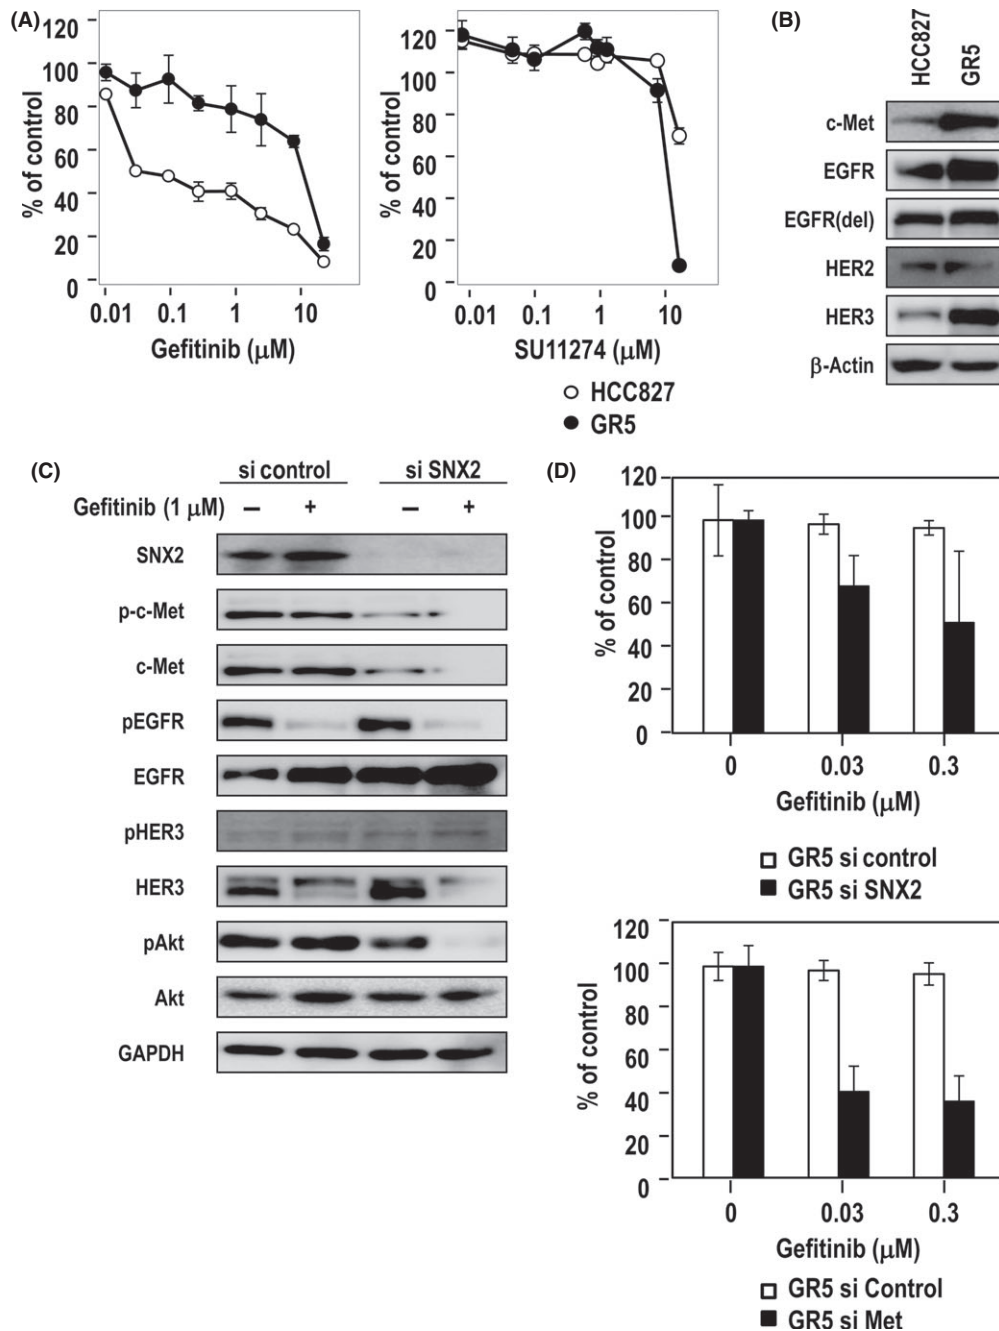 (A)
120
100
80
60
40
20
0
% of control
0.01 0.1 1 10
Gefitinib (μM)
120
100
80
60
40
20
0
% of control
0.01 0.1 1 10
SU11274 (μM)
HCC827
GR5
(B)
HCC827
GR5
c-Met
EGFR
EGFR(del)
HER2
HER3
β-Actin
(C)
si control si SNX2
Gefitinib (1 μM) – + – +
SNX2
p-c-Met
c-Met
pEGFR
EGFR
pHER3
HER3
pAkt
Akt
GAPDH
(D)
120
100
80
60
40
20
0
% of control
0 0.03 0.3
Gefitinib (μM)
GR5 si control
GR5 si SNX2
120
100
80
60
40
20
0
% of control
0 0.03 0.3
Gefitinib (μM)
GR5 si Control
GR5 si Met